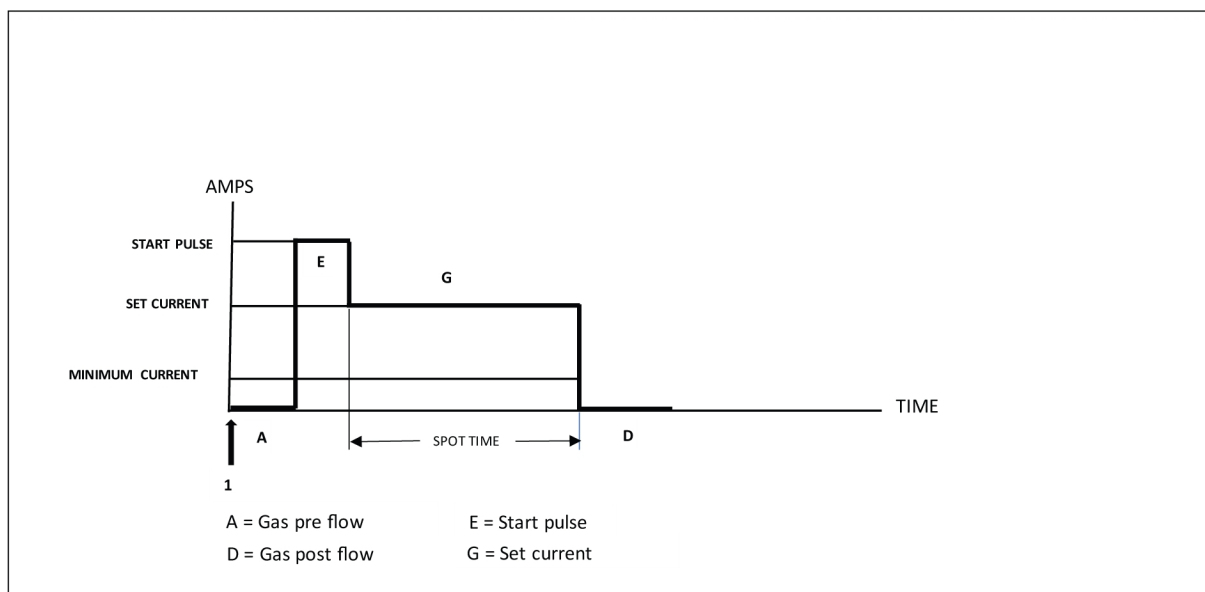 AMPS
START PULSE
E
G
SET CURRENT
MINIMUM CURRENT
TIME
A
SPOT TIME
D
1
A = Gas pre flow
E = Start pulse
D = Gas post flow
G = Set current